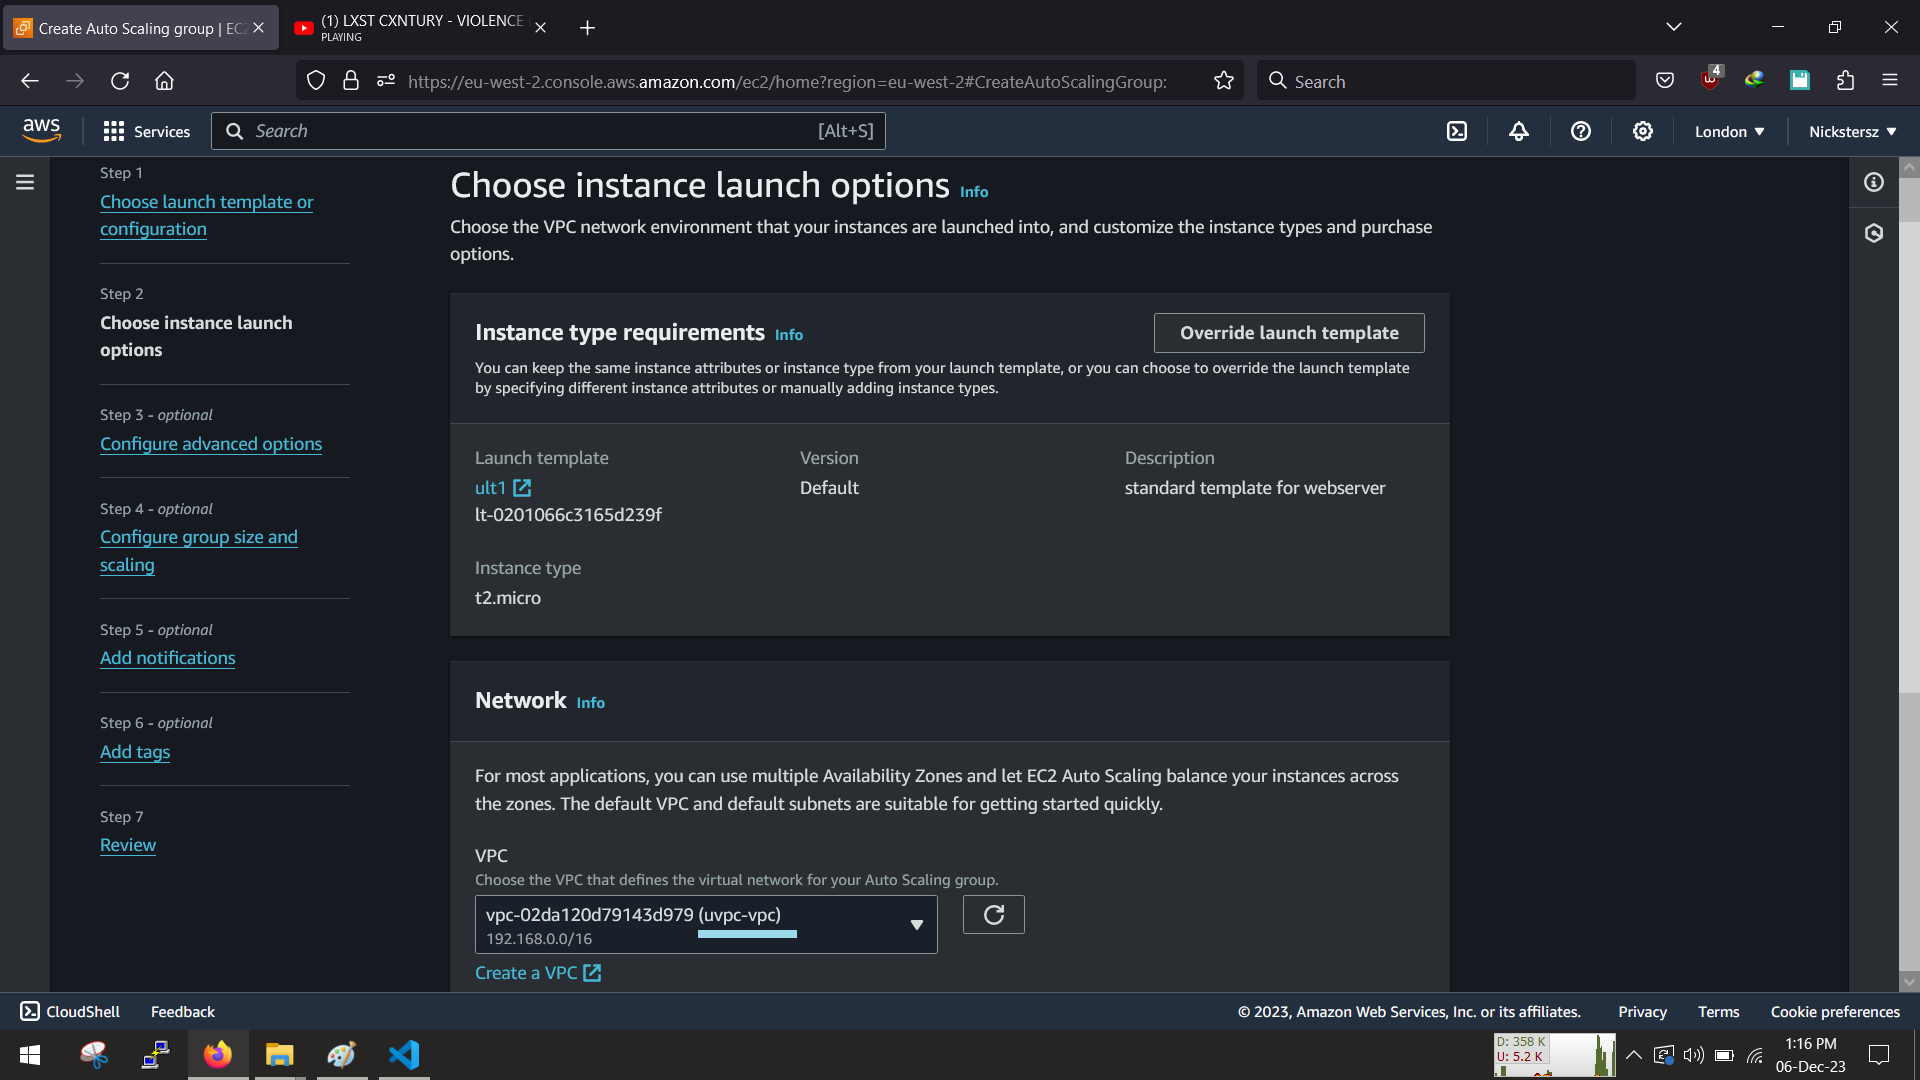 Create Auto Scaling group | EC2
(1) LXST CXNTURY - VIOLENCE
PLAYING
https://eu-west-2.console.aws.amazon.com/ec2/home?region=eu-west-2#CreateAutoScalingGroup:
Search
4
aws
Services
Search
[Alt+S]
London
Nickstersz
Step 1
Choose launch template or
configuration
Step 2
Choose instance launch
options
Step 3 - optional
Configure advanced options
Step 4 - optional
Configure group size and
scaling
Step 5 - optional
Add notifications
Step 6 - optional
Add tags
Step 7
Review
Choose instance launch options Info
Choose the VPC network environment that your instances are launched into, and customize the instance types and purchase
options.
Instance type requirements Info
Override launch template
You can keep the same instance attributes or instance type from your launch template, or you can choose to override the launch template
by specifying different instance attributes or manually adding instance types.
Launch template
ult1
lt-0201066c3165d239f
Version
Default
Description
standard template for webserver
Instance type
t2.micro
Network Info
For most applications, you can use multiple Availability Zones and let EC2 Auto Scaling balance your instances across
the zones. The default VPC and default subnets are suitable for getting started quickly.
VPC
Choose the VPC that defines the virtual network for your Auto Scaling group.
vpc-02da120d79143d979 (uvpc-vpc)
192.168.0.0/16
Create a VPC
CloudShell
Feedback
© 2023, Amazon Web Services, Inc. or its affiliates.
Privacy
Terms
Cookie preferences
D: 358 K
U: 5.2 K
1:16 PM
06-Dec-23